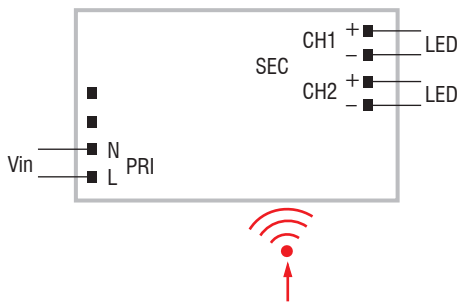 CH1 + LED
SEC −
CH2 + LED
−
N
Vin PRI
L